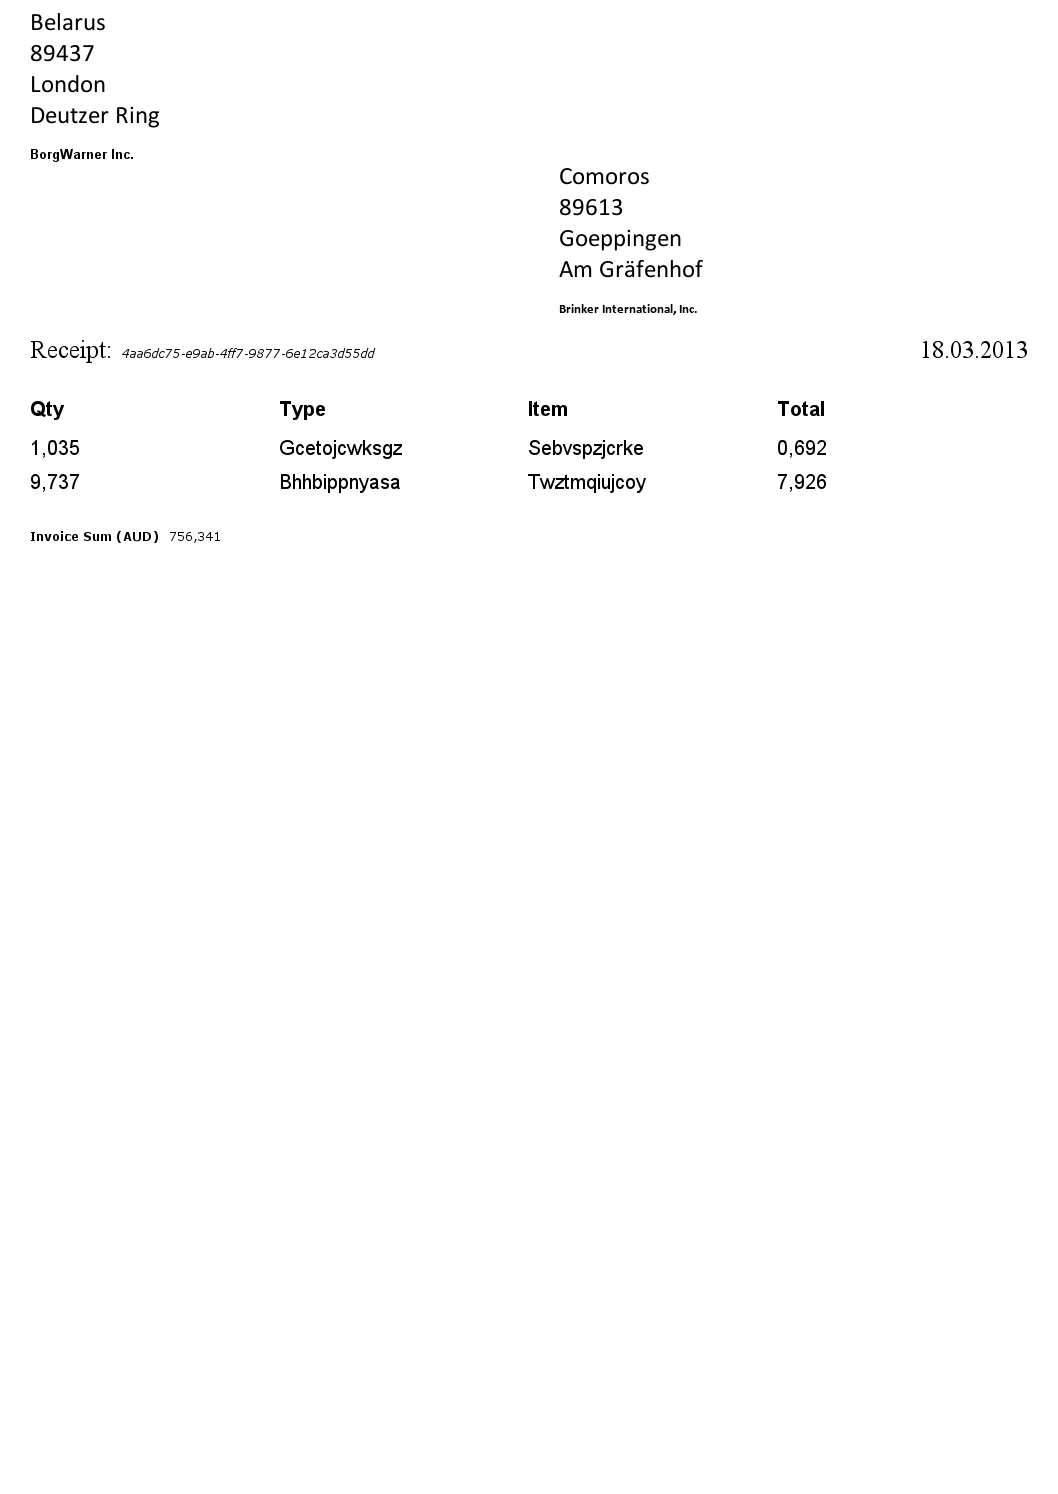 Belarus
89437
London
Deutzer Ring
BorgWarner Inc.
Comoros
89613
Goeppingen
Am Gräfenhof
Brinker International, Inc.
Receipt: 4aa6dc75-e9ab-4ff7-9877-6e12ca3d55dd 18.03.2013
Qty Type Item Total
1,035 Gcetojcwksgz Sebvspzjcrke 0,692
9,737 Bhhbippnyasa Twztmqiujcoy 7,926
Invoice Sum (AUD) 756,341